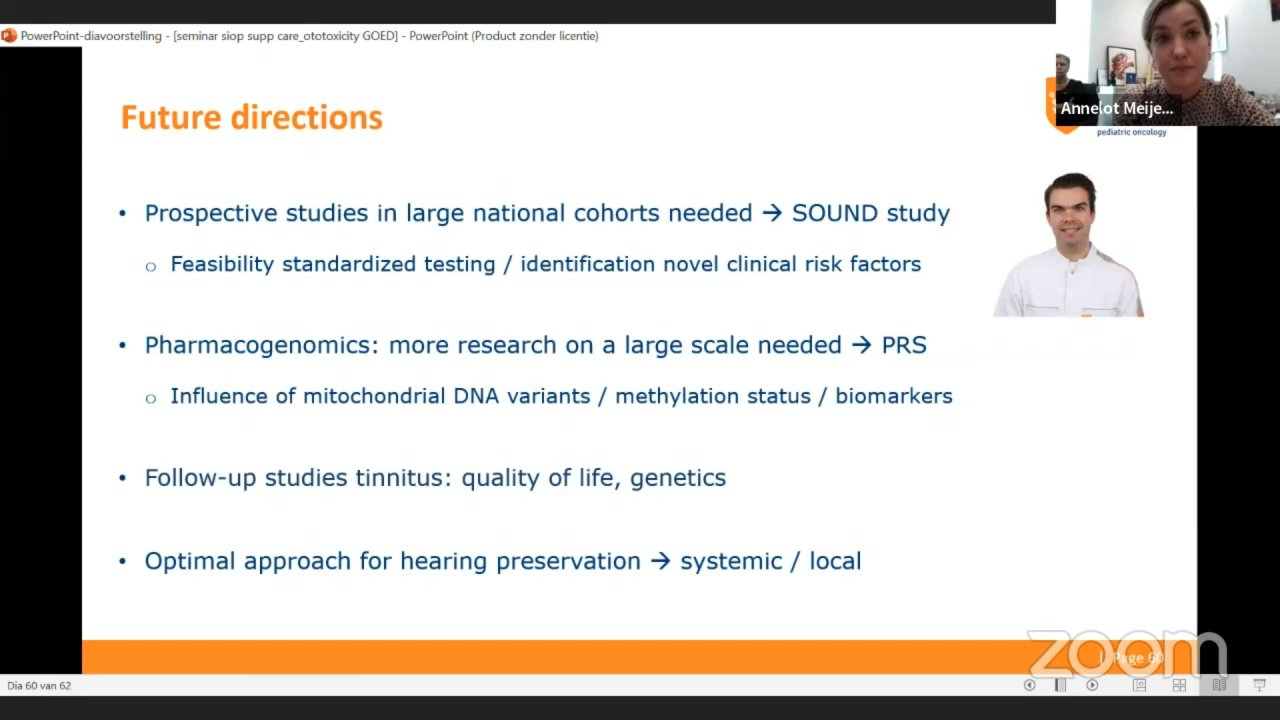 PowerPoint-diavoorstelling - [seminar siop supp care_ototoxicity GOED] - PowerPoint (Product zonder licentie)
Annelot Meije...
pediatric oncology
Future directions
• Prospective studies in large national cohorts needed → SOUND study
o Feasibility standardized testing / identification novel clinical risk factors
• Pharmacogenomics: more research on a large scale needed → PRS
o Influence of mitochondrial DNA variants / methylation status / biomarkers
• Follow-up studies tinnitus: quality of life, genetics
• Optimal approach for hearing preservation → systemic / local
| Page 60
zoom
Dia 60 van 62